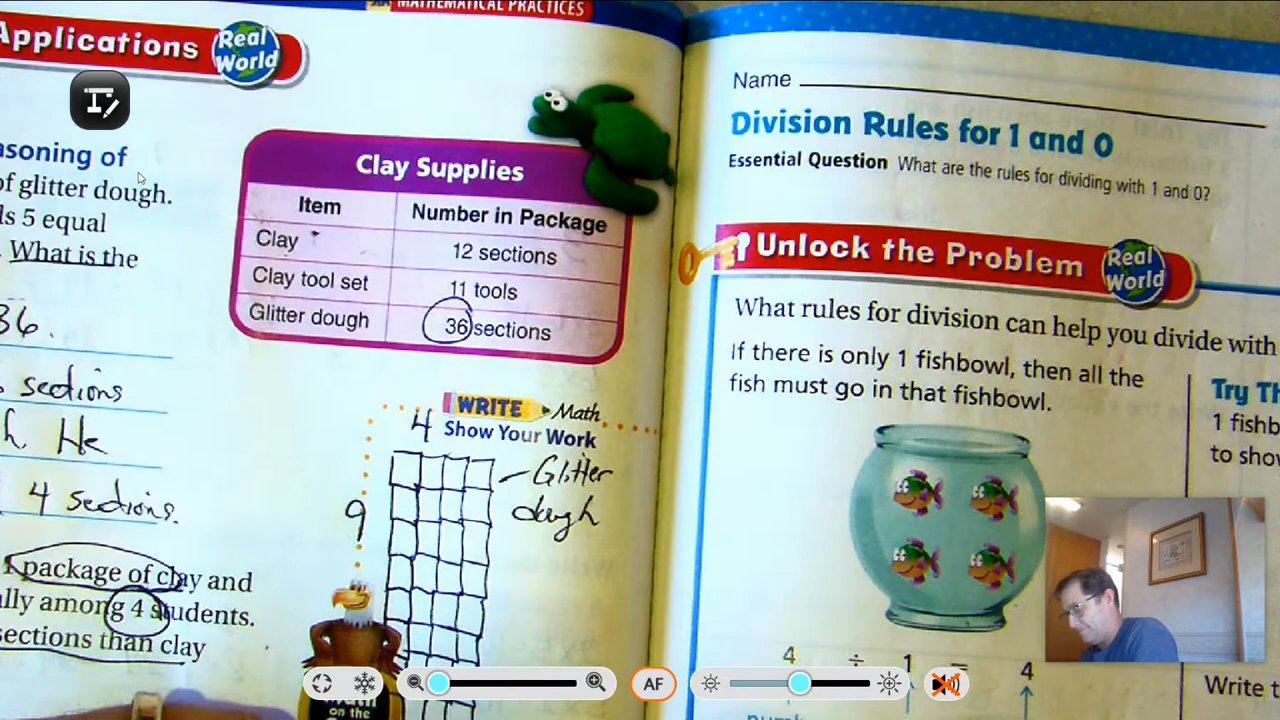 MATHEMATICAL PRACTICES
Applications Real World
asoning of
of glitter dough.
ds 5 equal
What is the
36.
sections
h. He
4 sections.
1 package of clay and
ally among 4 students.
sections than clay
Clay Supplies
Item Number in Package
Clay 12 sections
Clay tool set 11 tools
Glitter dough 36 sections
WRITE Math
Show Your Work
4
9
Glitter
dough
Math
on the
Name
Division Rules for 1 and 0
Essential Question What are the rules for dividing with 1 and 0?
Unlock the Problem Real World
What rules for division can help you divide with
If there is only 1 fishbowl, then all the
fish must go in that fishbowl.
4 ÷ 1 = 4
Try Th
1 fishb
to show
Write t
AF